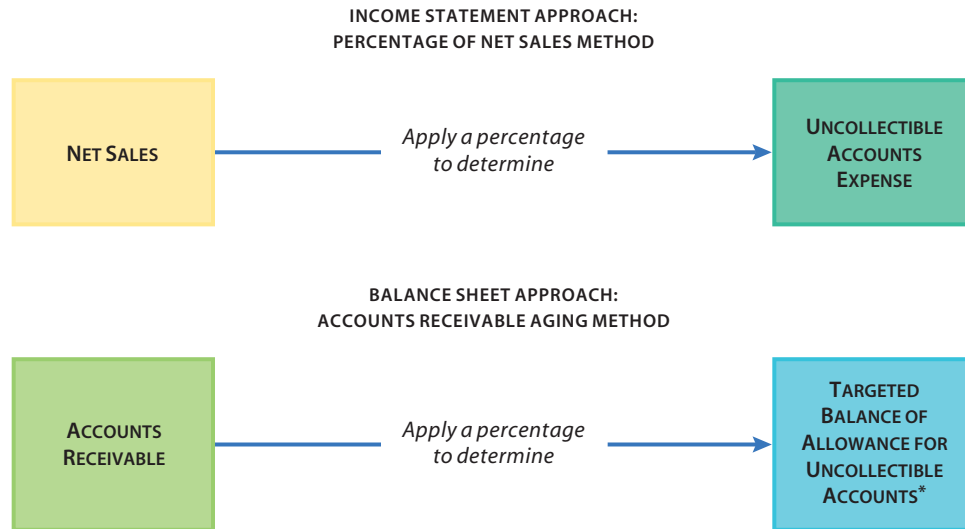 INCOME STATEMENT APPROACH:
PERCENTAGE OF NET SALES METHOD
NET SALES
Apply a percentage
to determine
UNCOLLECTIBLE
ACCOUNTS
EXPENSE
BALANCE SHEET APPROACH:
ACCOUNTS RECEIVABLE AGING METHOD
ACCOUNTS
RECEIVABLE
Apply a percentage
to determine
TARGETED
BALANCE OF
ALLOWANCE FOR
UNCOLLECTIBLE
ACCOUNTS*